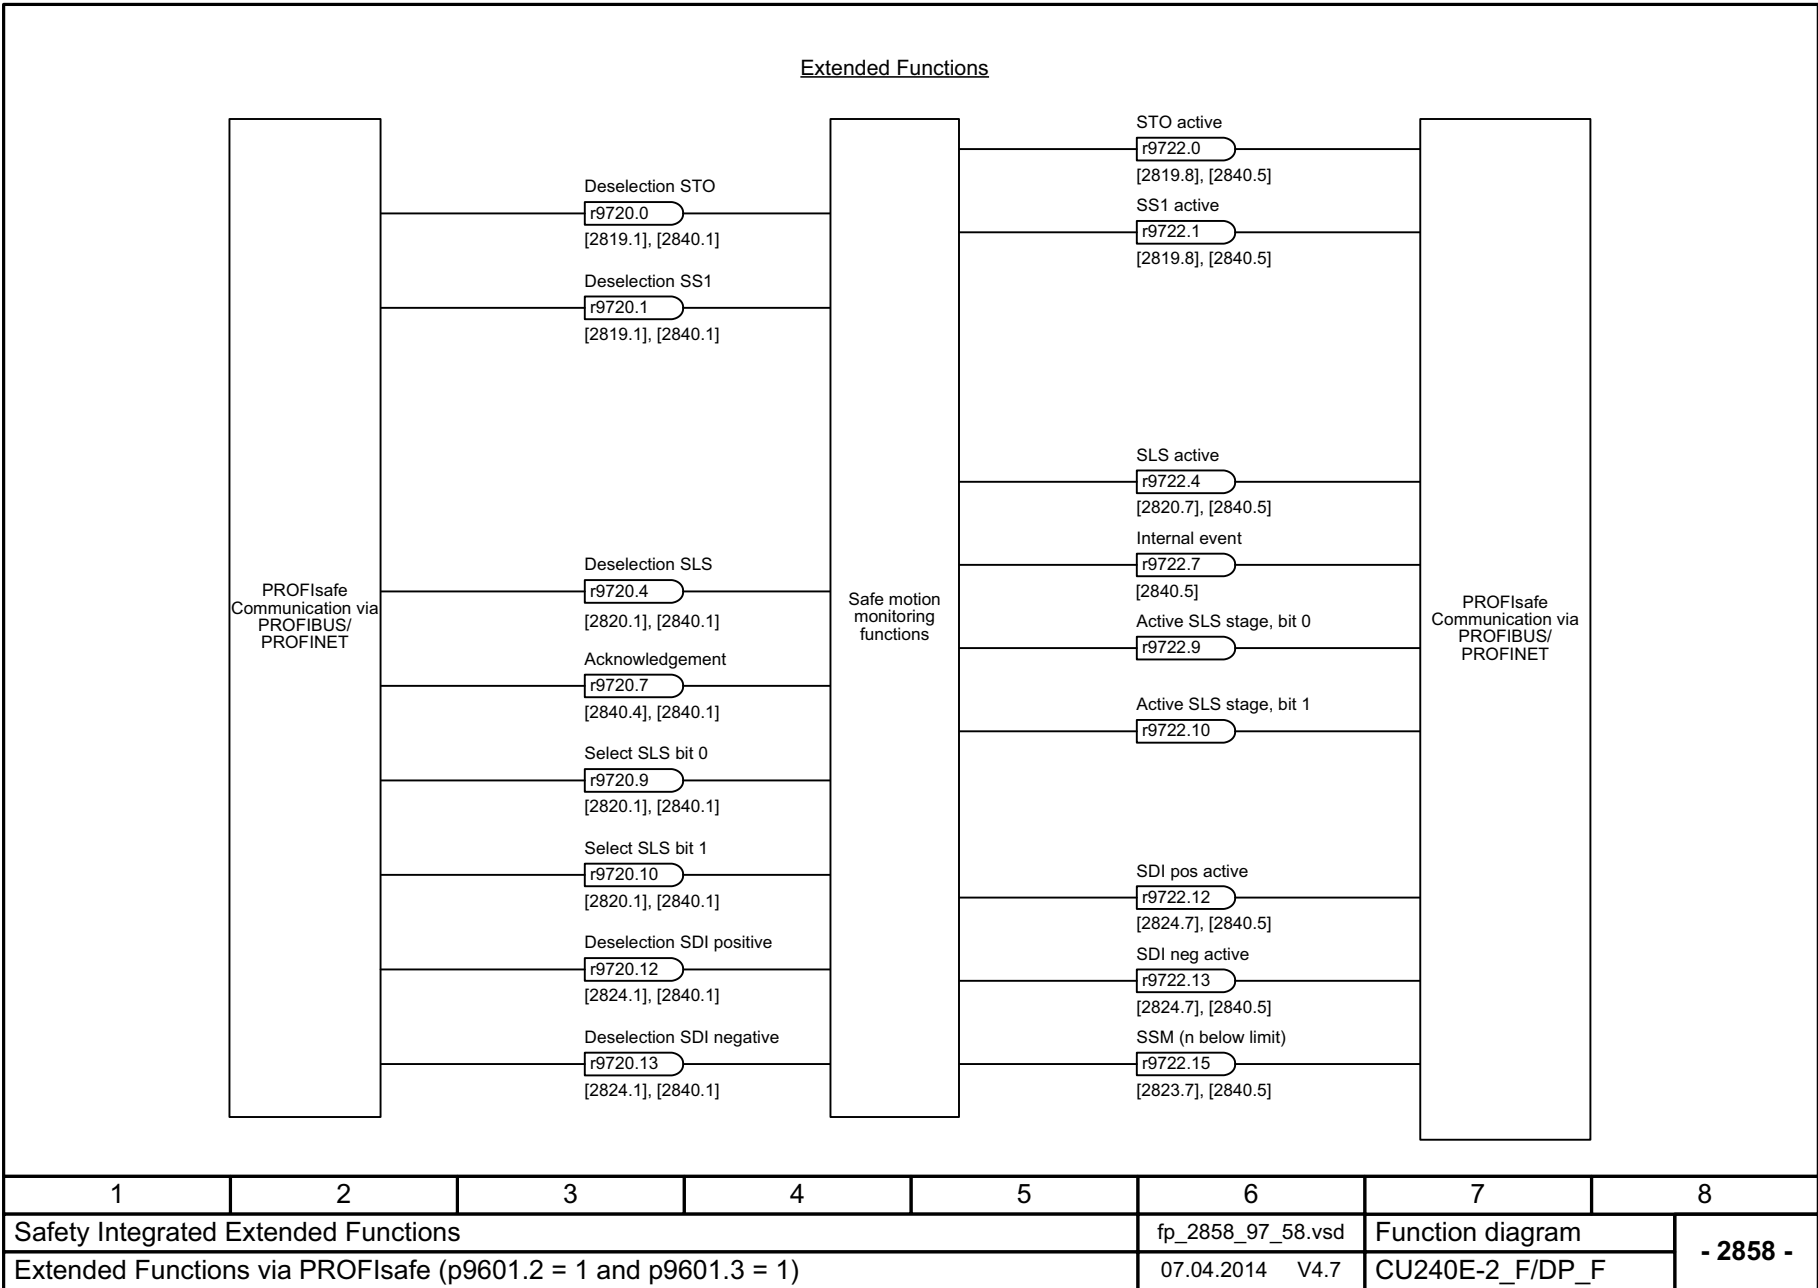 Extended Functions
PROFIsafe
Communication via
PROFIBUS/
PROFINET
Deselection STO
r9720.0
[2819.1], [2840.1]
Deselection SS1
r9720.1
[2819.1], [2840.1]
Deselection SLS
r9720.4
[2820.1], [2840.1]
Acknowledgement
r9720.7
[2840.4], [2840.1]
Select SLS bit 0
r9720.9
[2820.1], [2840.1]
Select SLS bit 1
r9720.10
[2820.1], [2840.1]
Deselection SDI positive
r9720.12
[2824.1], [2840.1]
Deselection SDI negative
r9720.13
[2824.1], [2840.1]
Safe motion
monitoring
functions
STO active
r9722.0
[2819.8], [2840.5]
SS1 active
r9722.1
[2819.8], [2840.5]
SLS active
r9722.4
[2820.7], [2840.5]
Internal event
r9722.7
[2840.5]
Active SLS stage, bit 0
r9722.9
Active SLS stage, bit 1
r9722.10
SDI pos active
r9722.12
[2824.7], [2840.5]
SDI neg active
r9722.13
[2824.7], [2840.5]
SSM (n below limit)
r9722.15
[2823.7], [2840.5]
PROFIsafe
Communication via
PROFIBUS/
PROFINET
1 2 3 4 5 6 7 8
Safety Integrated Extended Functions fp_2858_97_58.vsd Function diagram
- 2858 -
Extended Functions via PROFIsafe (p9601.2 = 1 and p9601.3 = 1) 07.04.2014 V4.7 CU240E-2_F/DP_F